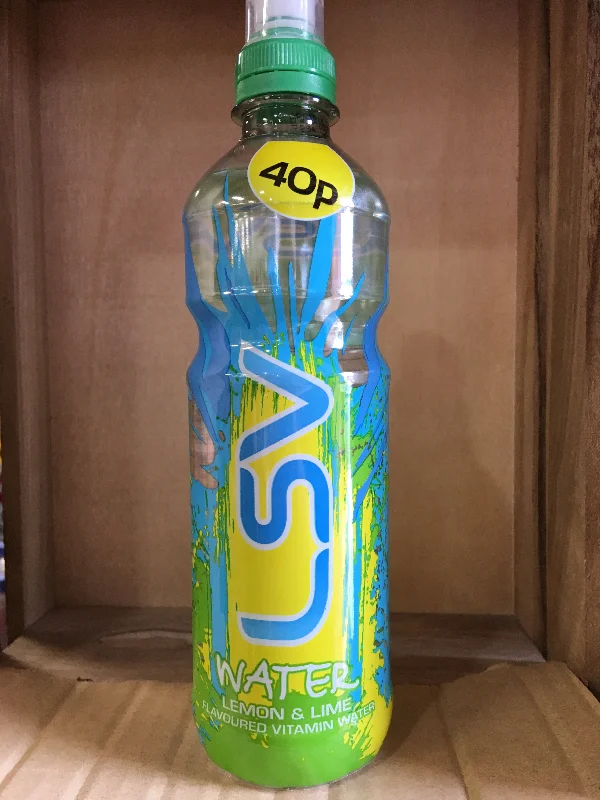 40p
LSV
WATER
LEMON & LIME
FLAVOURED VITAMIN WATER